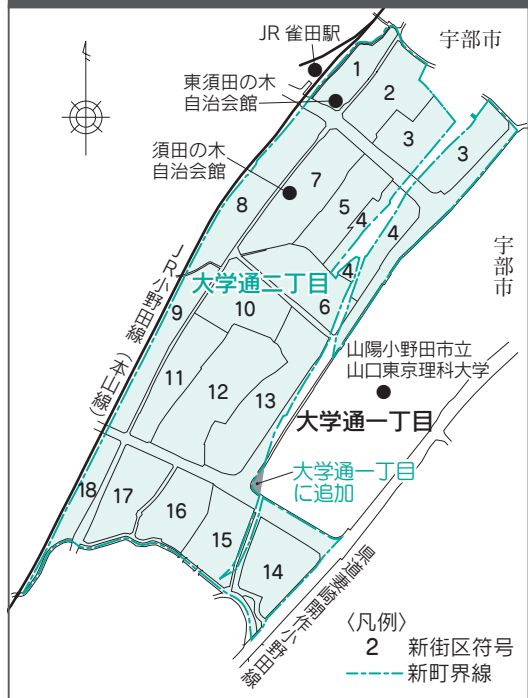 JR 雀田駅
宇部市
東須田の木
自治会館
1
2
3
3
須田の木
自治会館
7
5
4
4
8
4
宇部市
大学通二丁目
6
9
10
JR小野田線（本山線）
山陽小野田市立
山口東京理科大学
11
12
13
大学通一丁目
大学通一丁目
に追加
18
17
16
15
14
県道妻崎開作小野田線
〈凡例〉
2 新街区符号
新町界線